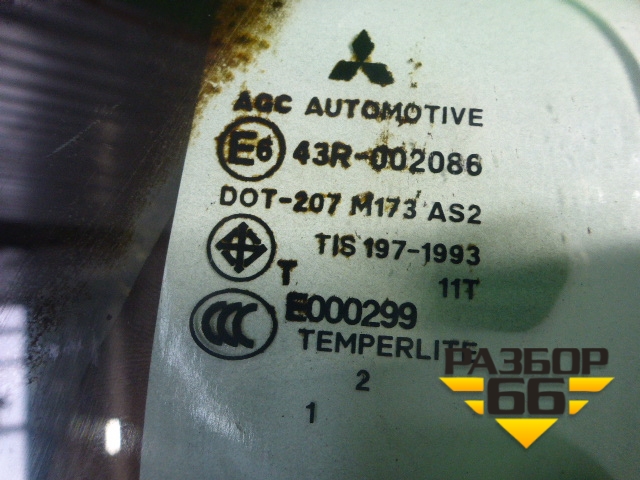 AGC AUTOMOTIVE
E6 43R-002086
DOT-207 M173 AS2
TIS 197-1993
T 11T
CCC E000299
TEMPERLITE
2
1
РАЗБОР
66